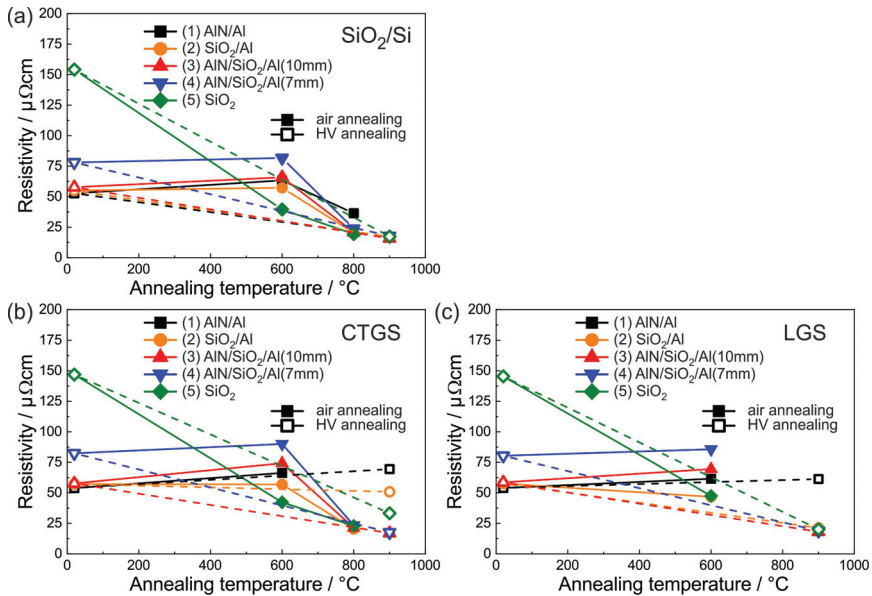 (a)
SiO2/Si
(1) AlN/Al
(2) SiO2/Al
(3) AlN/SiO2/Al(10mm)
(4) AlN/SiO2/Al(7mm)
(5) SiO2
air annealing
HV annealing
Resistivity / μΩcm
200
175
150
125
100
75
50
25
0
0 200 400 600 800 1000
Annealing temperature / °C
(b)
CTGS
(1) AlN/Al
(2) SiO2/Al
(3) AlN/SiO2/Al(10mm)
(4) AlN/SiO2/Al(7mm)
(5) SiO2
air annealing
HV annealing
Resistivity / μΩcm
200
175
150
125
100
75
50
25
0
0 200 400 600 800 1000
Annealing temperature / °C
(c)
LGS
(1) AlN/Al
(2) SiO2/Al
(3) AlN/SiO2/Al(10mm)
(4) AlN/SiO2/Al(7mm)
(5) SiO2
air annealing
HV annealing
Resistivity / μΩcm
200
175
150
125
100
75
50
25
0
0 200 400 600 800 1000
Annealing temperature / °C